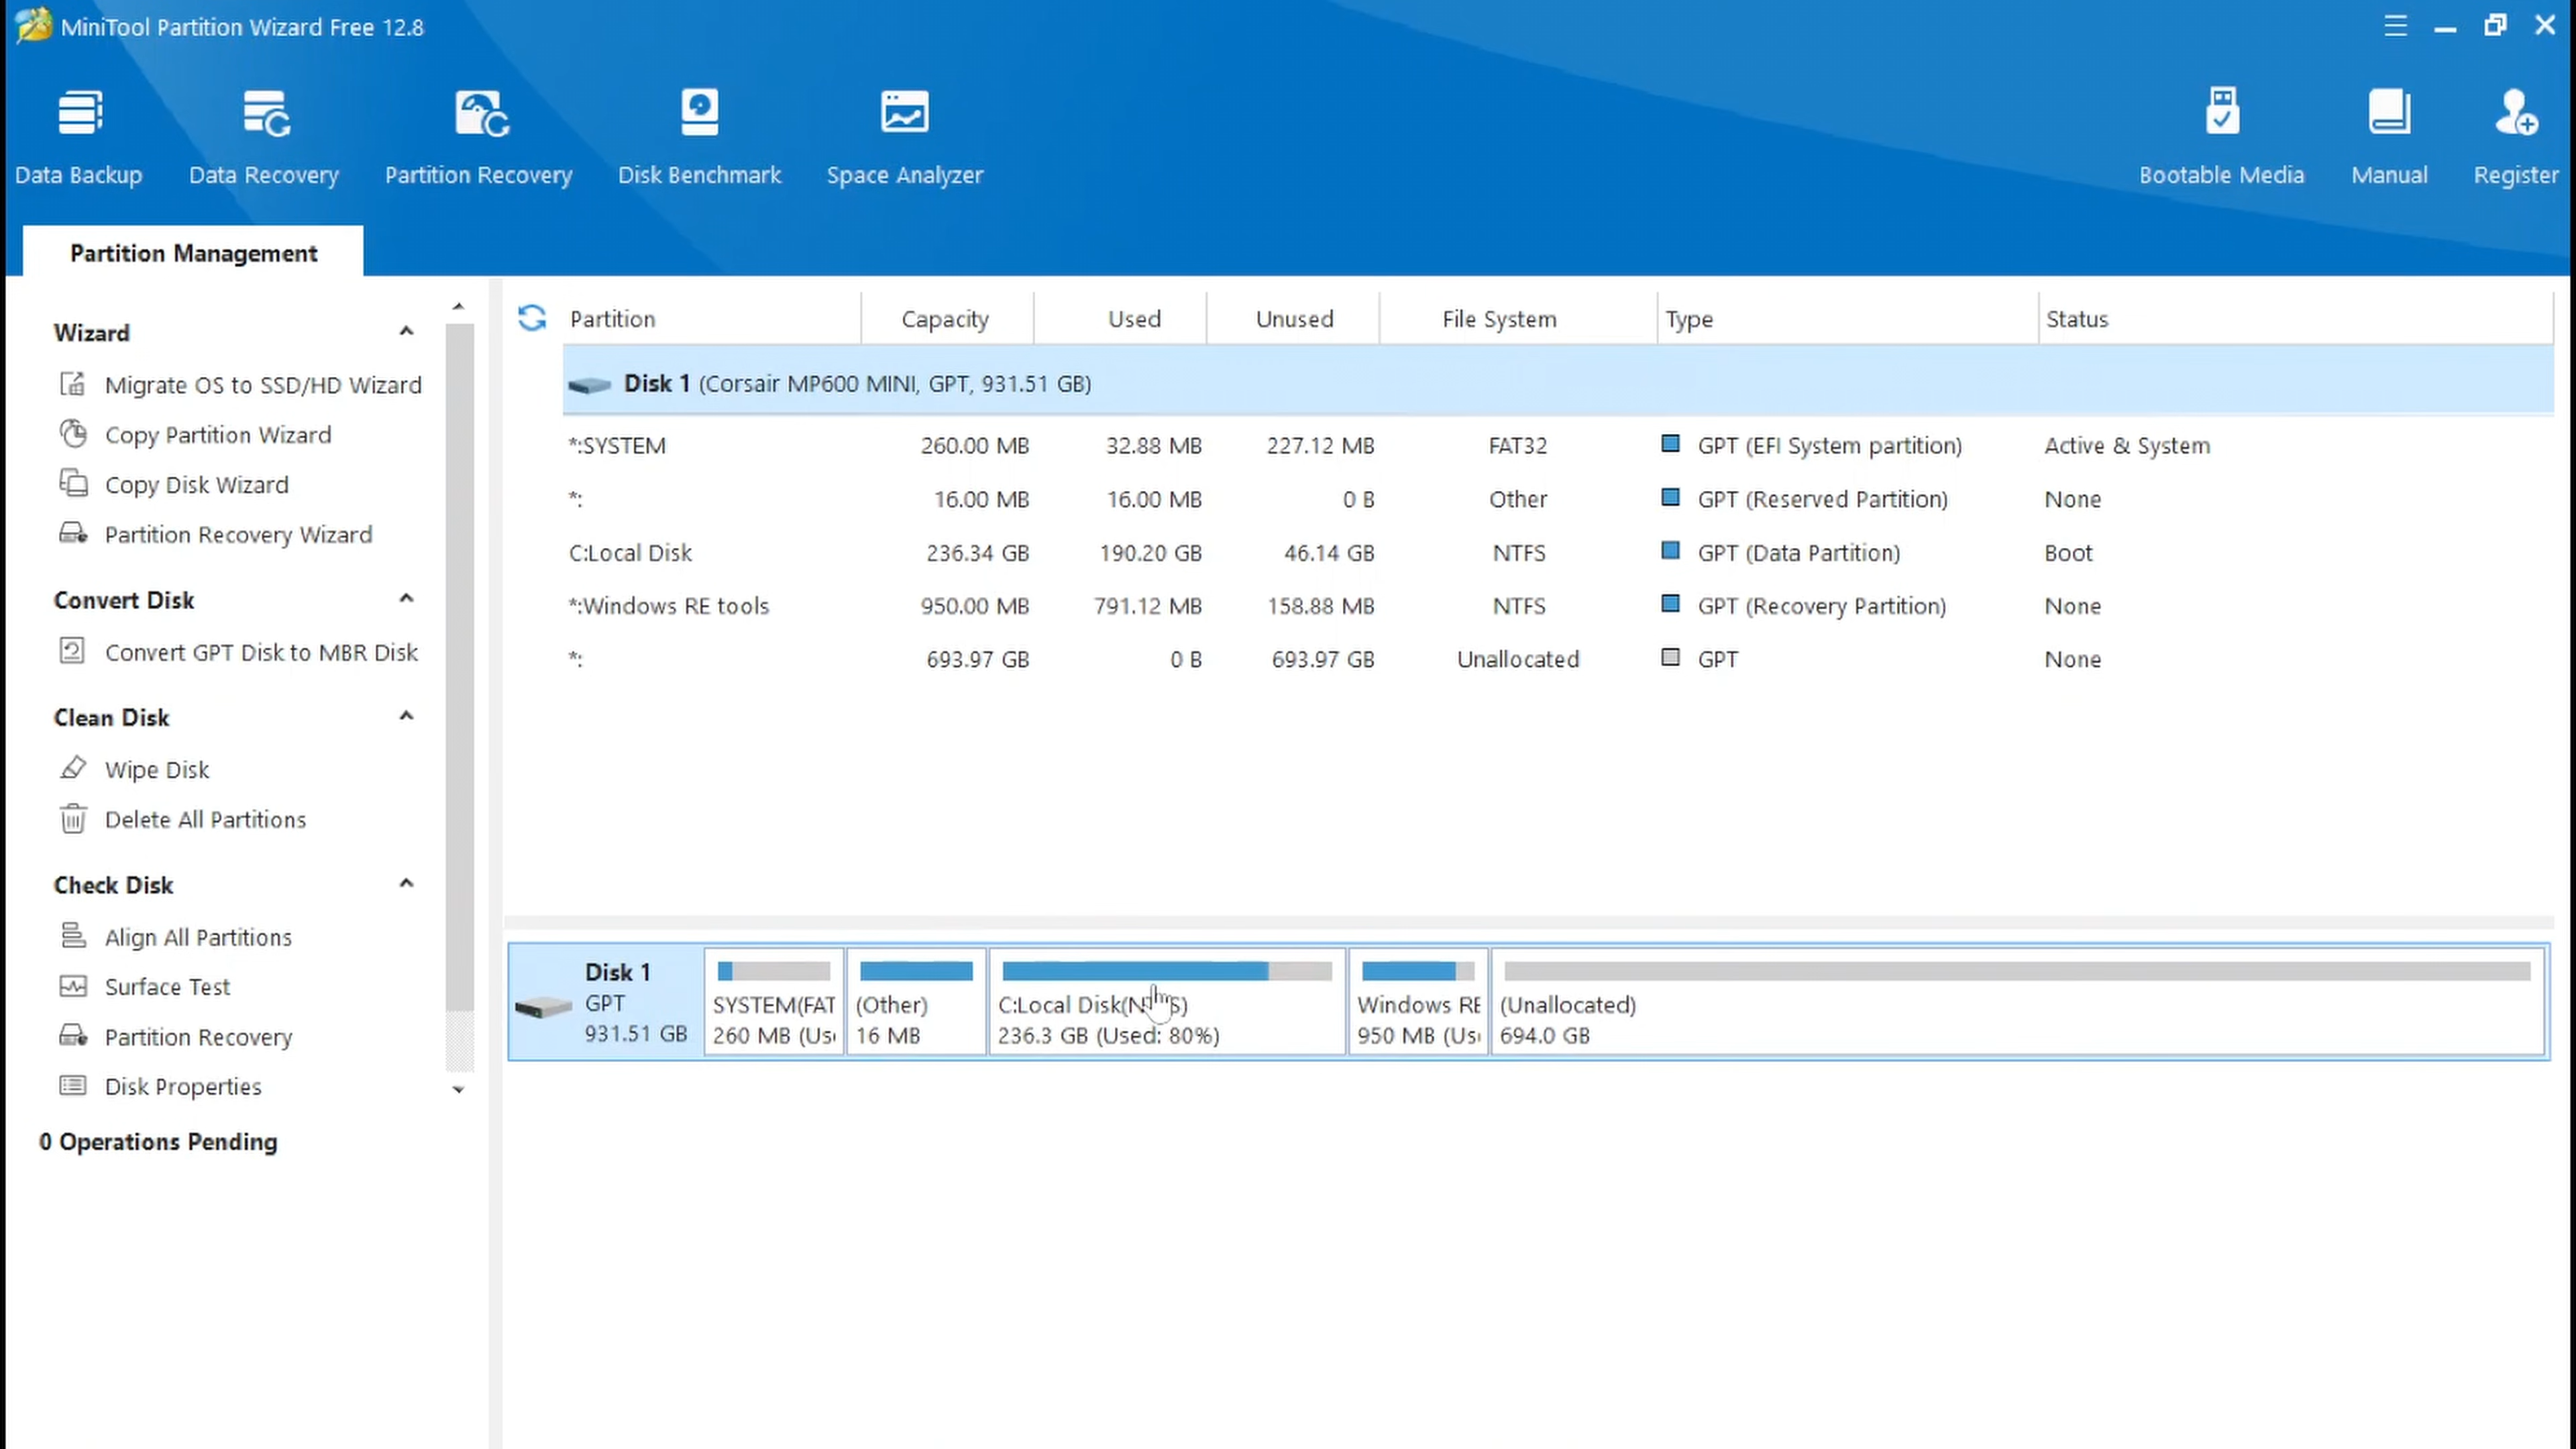 MiniTool Partition Wizard Free 12.8
Data Backup
Data Recovery
Partition Recovery
Disk Benchmark
Space Analyzer
Bootable Media
Manual
Register
Partition Management
Wizard
Migrate OS to SSD/HD Wizard
Copy Partition Wizard
Copy Disk Wizard
Partition Recovery Wizard
Convert Disk
Convert GPT Disk to MBR Disk
Clean Disk
Wipe Disk
Delete All Partitions
Check Disk
Align All Partitions
Surface Test
Partition Recovery
Disk Properties
0 Operations Pending
Partition Capacity Used Unused File System Type Status
Disk 1 (Corsair MP600 MINI, GPT, 931.51 GB)
*:SYSTEM 260.00 MB 32.88 MB 227.12 MB FAT32 GPT (EFI System partition) Active & System
*: 16.00 MB 16.00 MB 0 B Other GPT (Reserved Partition) None
C:Local Disk 236.34 GB 190.20 GB 46.14 GB NTFS GPT (Data Partition) Boot
*:Windows RE tools 950.00 MB 791.12 MB 158.88 MB NTFS GPT (Recovery Partition) None
*: 693.97 GB 0 B 693.97 GB Unallocated GPT None
Disk 1
GPT
931.51 GB
SYSTEM(FAT
260 MB (Us
(Other)
16 MB
C:Local Disk(NTFS)
236.3 GB (Used: 80%)
Windows RE
950 MB (Us
(Unallocated)
694.0 GB